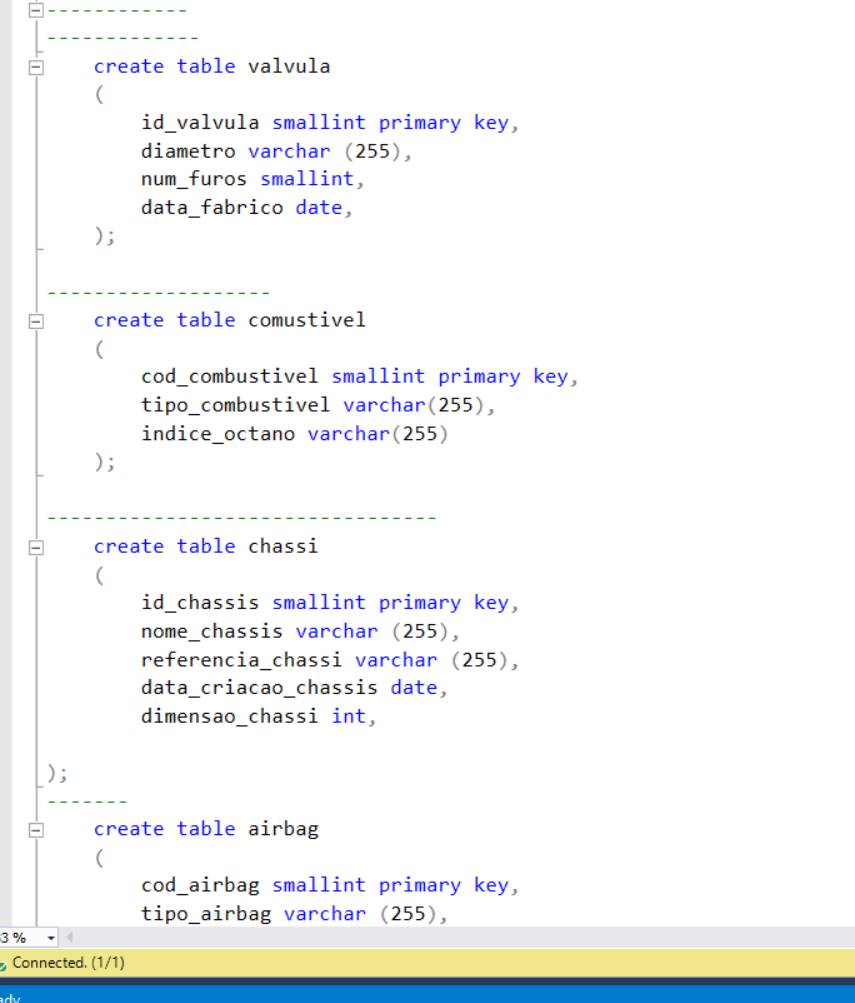 ------------
-------------
create table valvula
(
id_valvula smallint primary key,
diametro varchar (255),
num_furos smallint,
data_fabrico date,
);
-------------------
create table comustivel
(
cod_combustivel smallint primary key,
tipo_combustivel varchar(255),
indice_octano varchar(255)
);
---------------------------------
create table chassi
(
id_chassis smallint primary key,
nome_chassis varchar (255),
referencia_chassi varchar (255),
data_criacao_chassis date,
dimensao_chassi int,
);
-------
create table airbag
(
cod_airbag smallint primary key,
tipo_airbag varchar (255),
3 %
Connected. (1/1)
ady